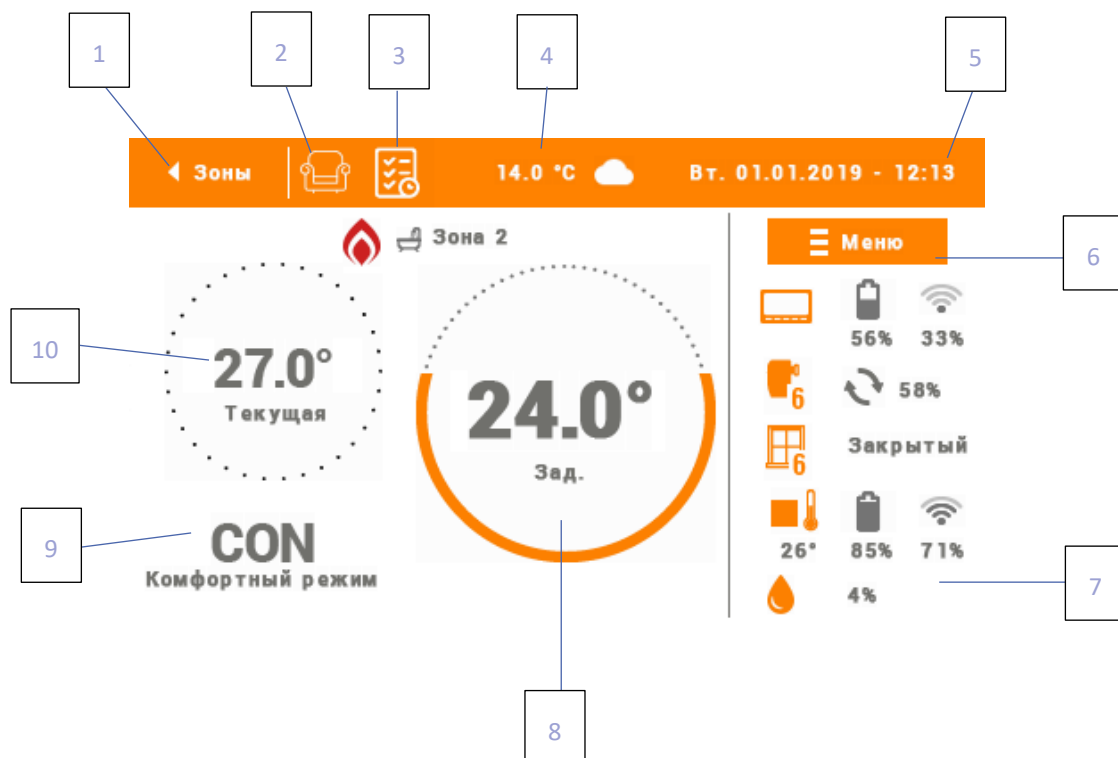 1
2
3
4
5
Зоны
14.0 °C
Вт. 01.01.2019 - 12:13
Зона 2
Меню
6
56% 33%
10
27.0°
Текущая
24.0°
Зад.
6
58%
6
Закрытый
9
CON
Комфортный режим
26° 85% 71%
7
4%
8